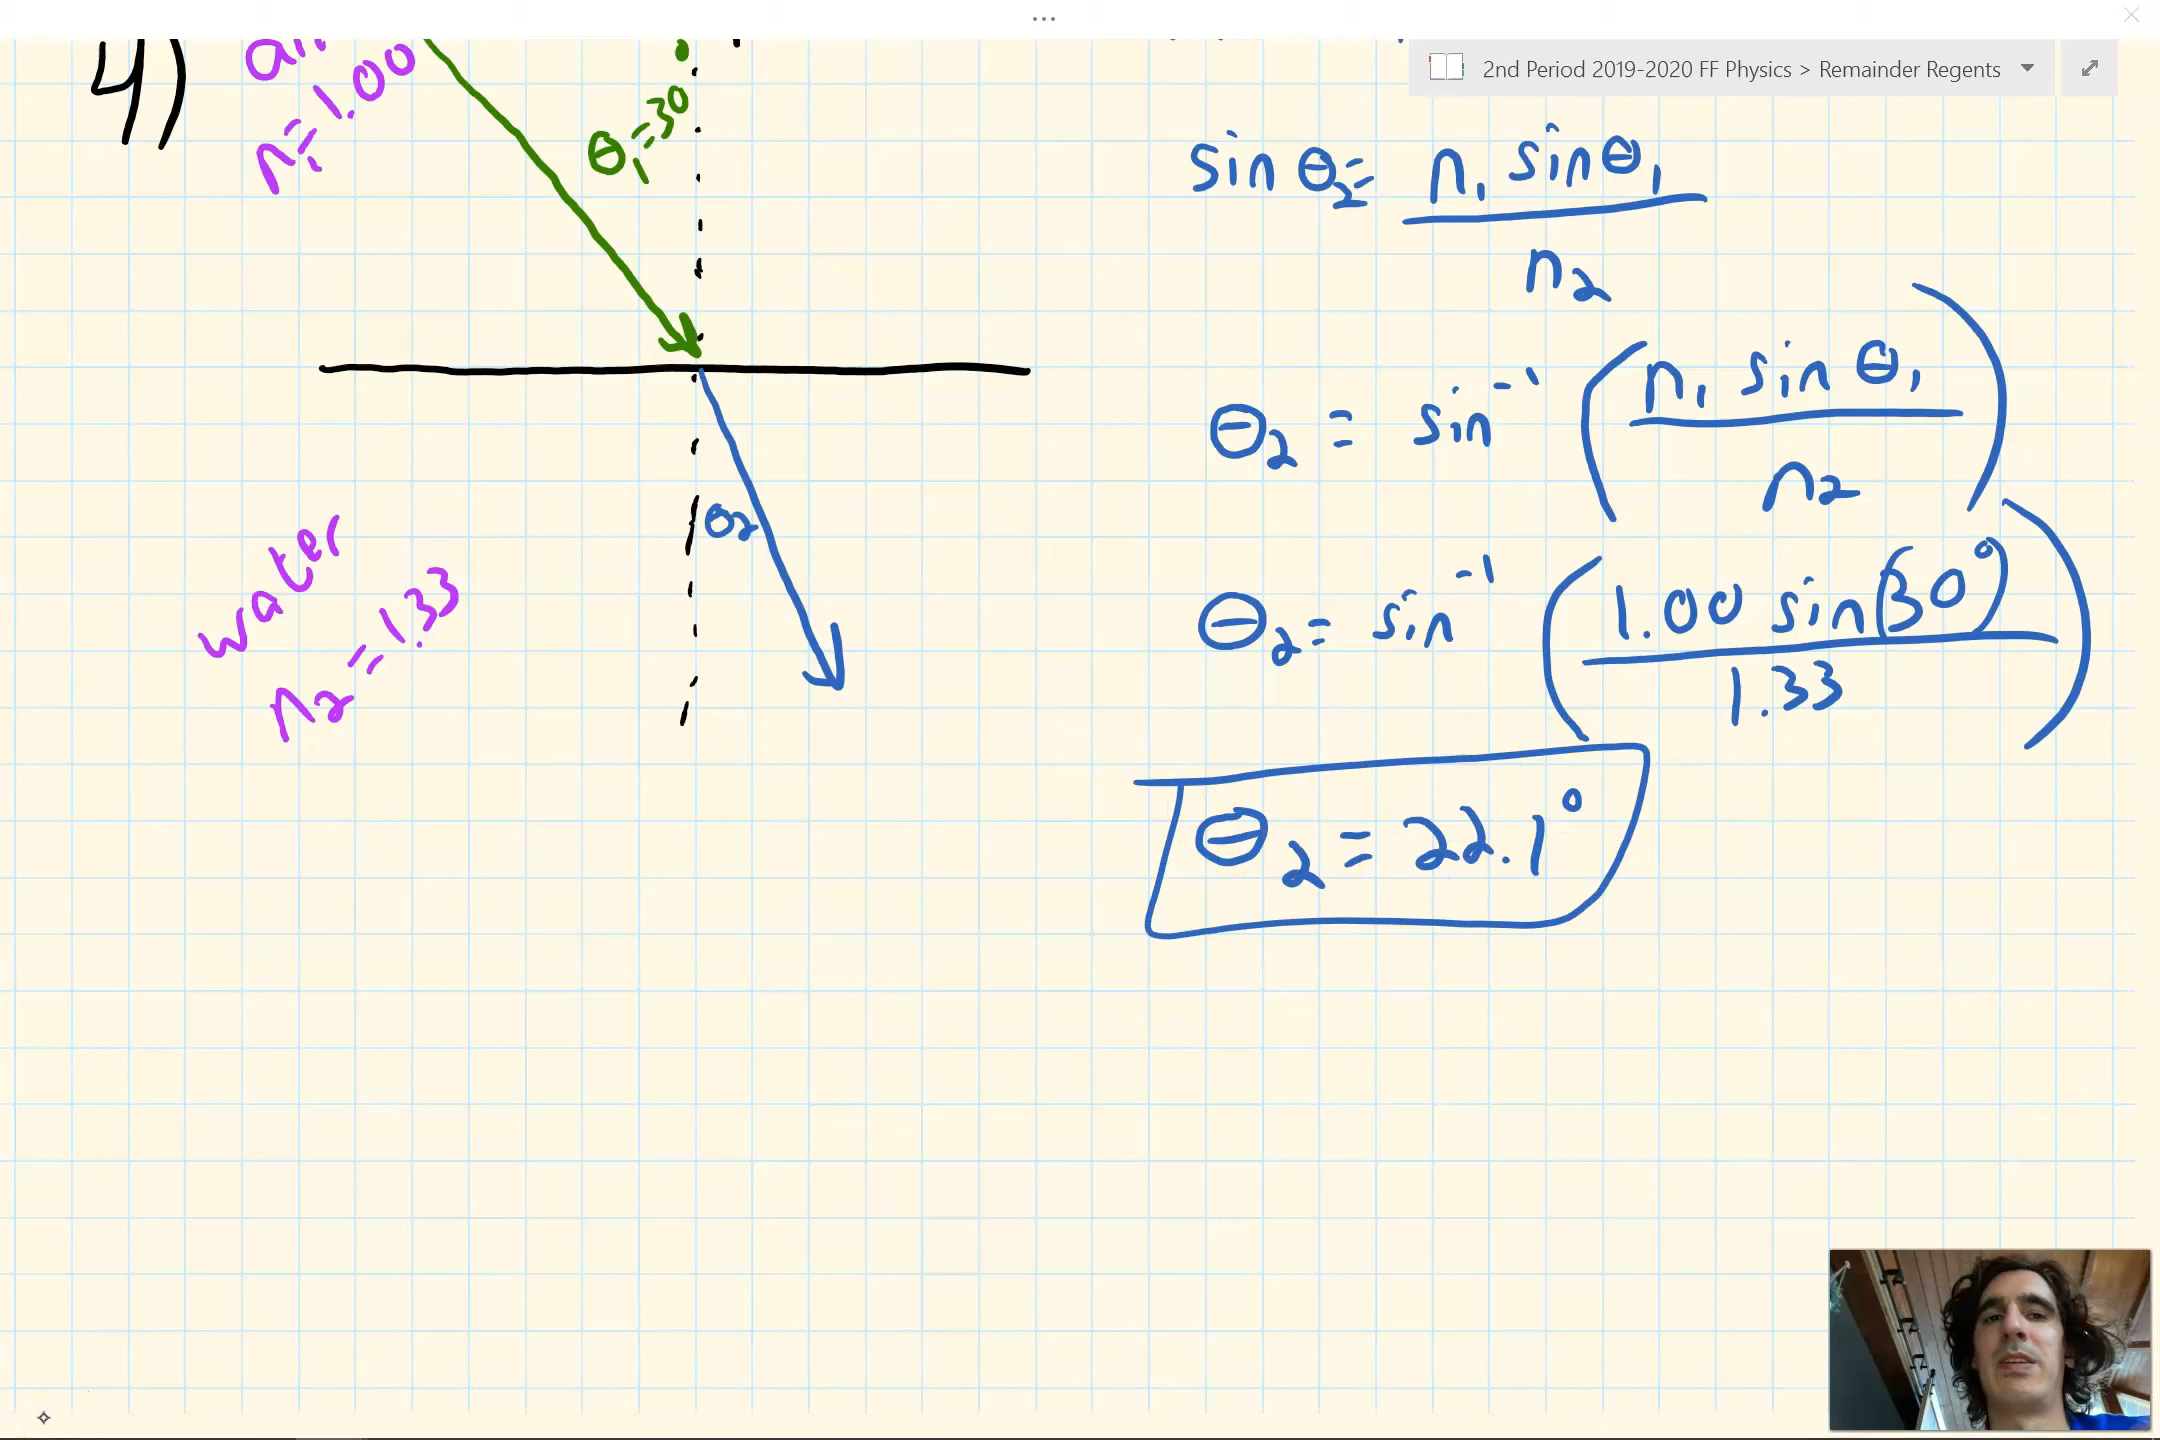 2nd Period 2019-2020 FF Physics > Remainder Regents
4)
n₁=1.00
θ₁=30
sin θ₂ = n₁ sinθ₁ / n₂
θ₂ = sin⁻¹ (n₁ sin θ₁ / n₂)
θ₂
water
n₂ = 1.33
θ₂ = sin⁻¹ (1.00 sin(30°) / 1.33)
θ₂ = 22.1°